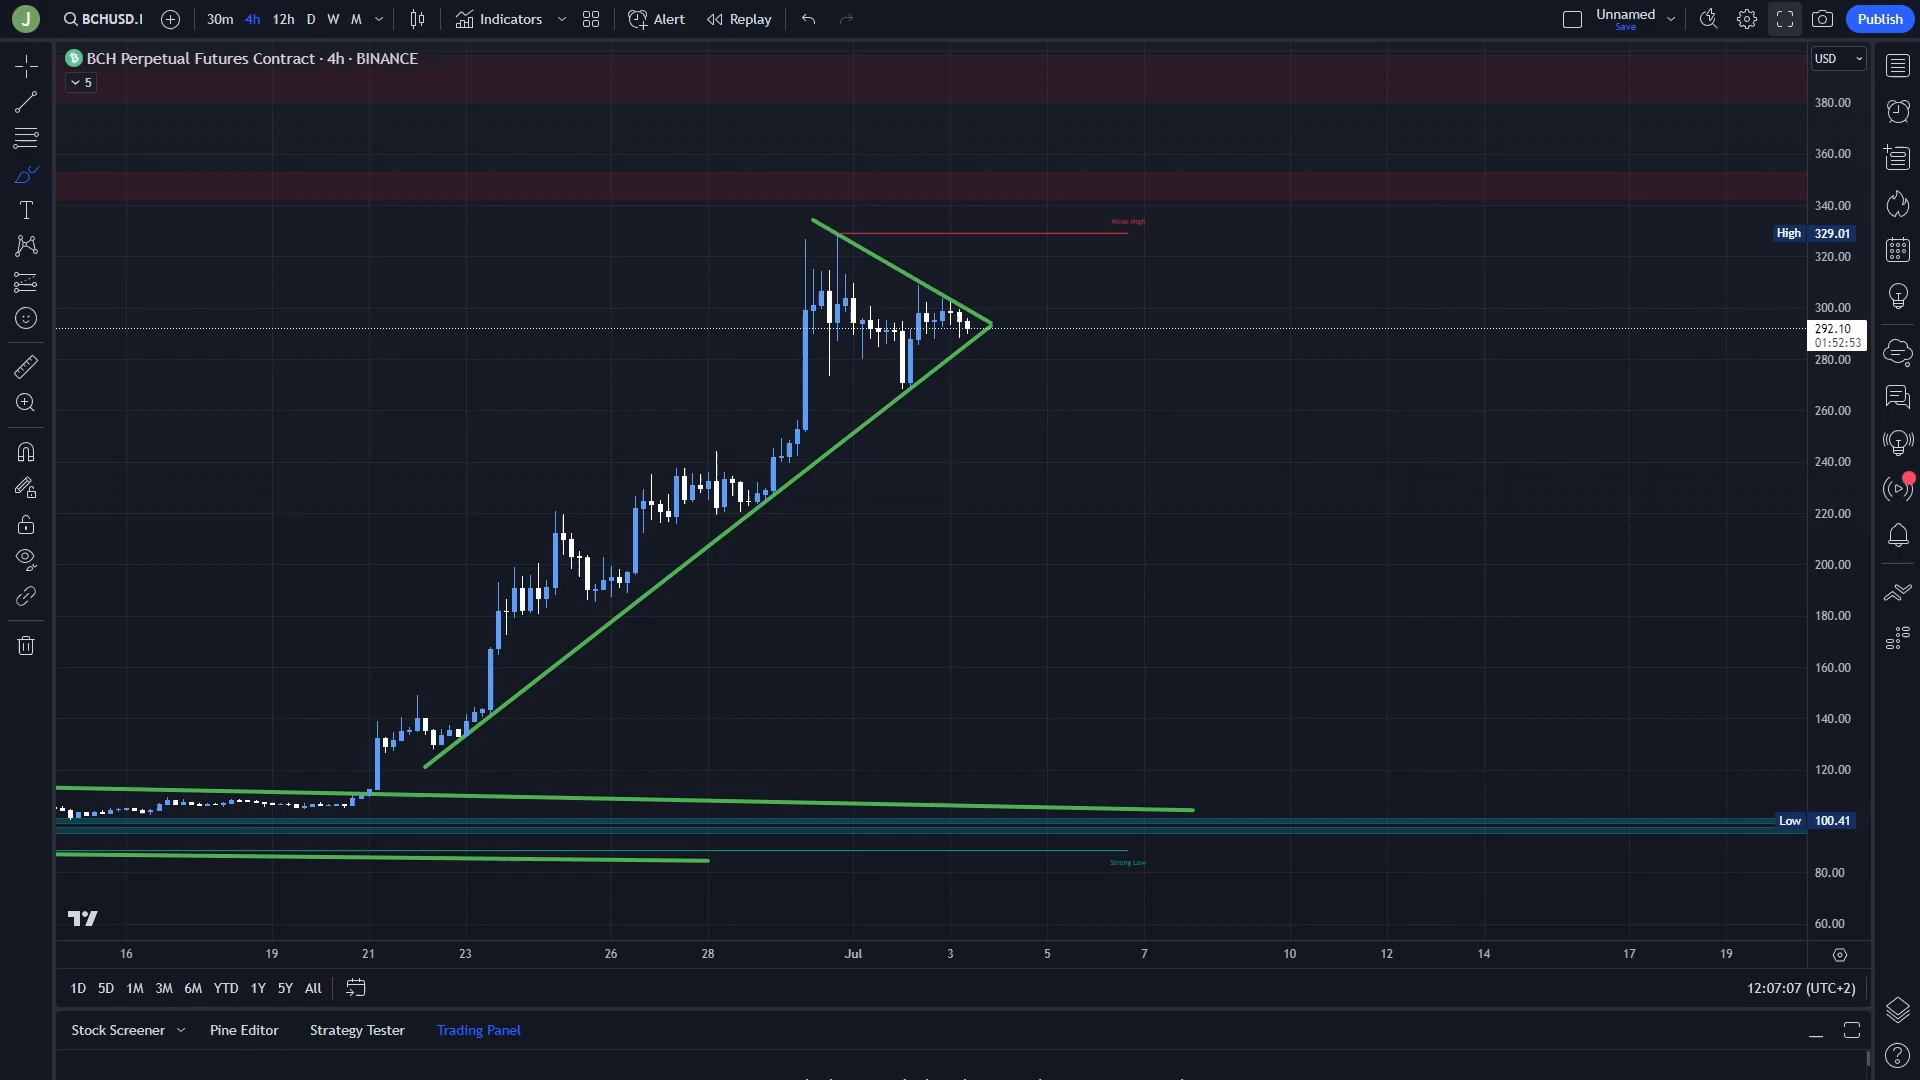 J
BCHUSD.I
30m 4h 12h D W M
Indicators
Alert
Replay
Unnamed
Save
Publish
BCH Perpetual Futures Contract · 4h · BINANCE
5
USD
380.00
360.00
340.00
Weak High
High 329.01
320.00
300.00
292.10
01:52:53
280.00
260.00
240.00
220.00
200.00
180.00
160.00
140.00
120.00
Low 100.41
Strong Low
80.00
60.00
16 19 21 23 26 28 Jul 3 5 7 10 12 14 17 19
1D 5D 1M 3M 6M YTD 1Y 5Y All
12:07:07 (UTC+2)
Stock Screener Pine Editor Strategy Tester Trading Panel